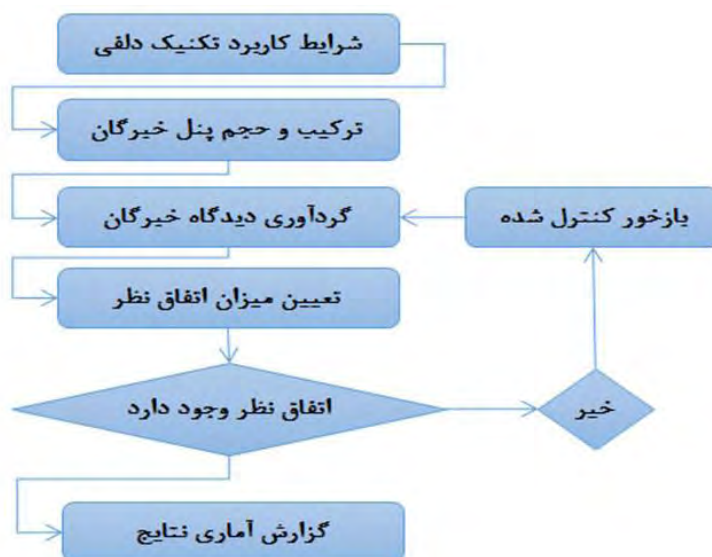 شرایط کاربرد تکنیک دلفی
ترکیب و حجم پنل خبرگان
گردآوری دیدگاه خبرگان
بازخور کنترل شده
تعیین میزان اتفاق نظر
اتفاق نظر وجود دارد
خیر
گزارش آماری نتایج